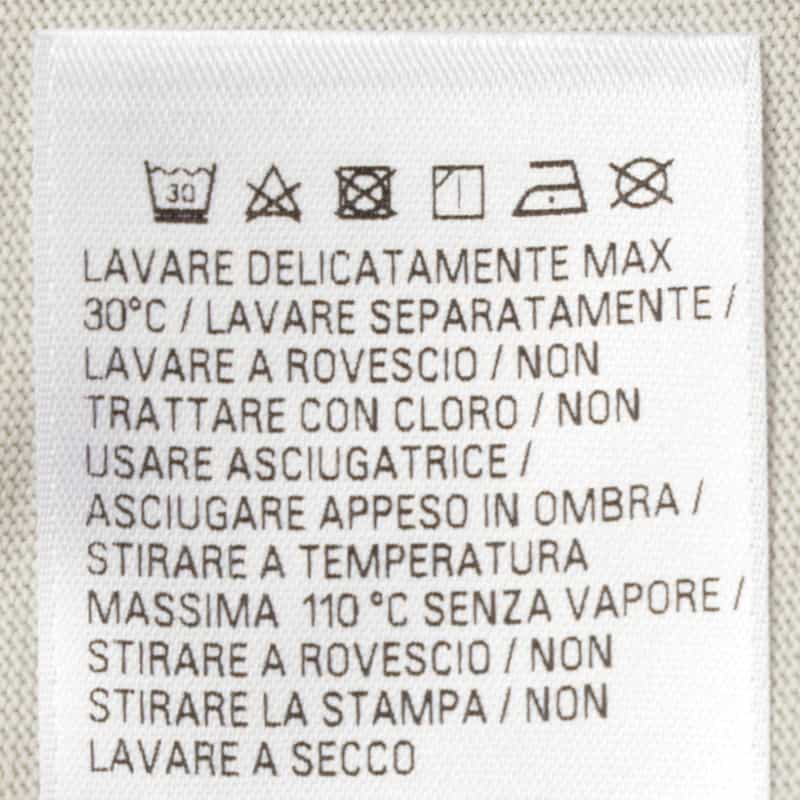 30
LAVARE DELICATAMENTE MAX
30°C / LAVARE SEPARATAMENTE /
LAVARE A ROVESCIO / NON
TRATTARE CON CLORO / NON
USARE ASCIUGATRICE /
ASCIUGARE APPESO IN OMBRA /
STIRARE A TEMPERATURA
MASSIMA 110 °C SENZA VAPORE /
STIRARE A ROVESCIO / NON
STIRARE LA STAMPA / NON
LAVARE A SECCO